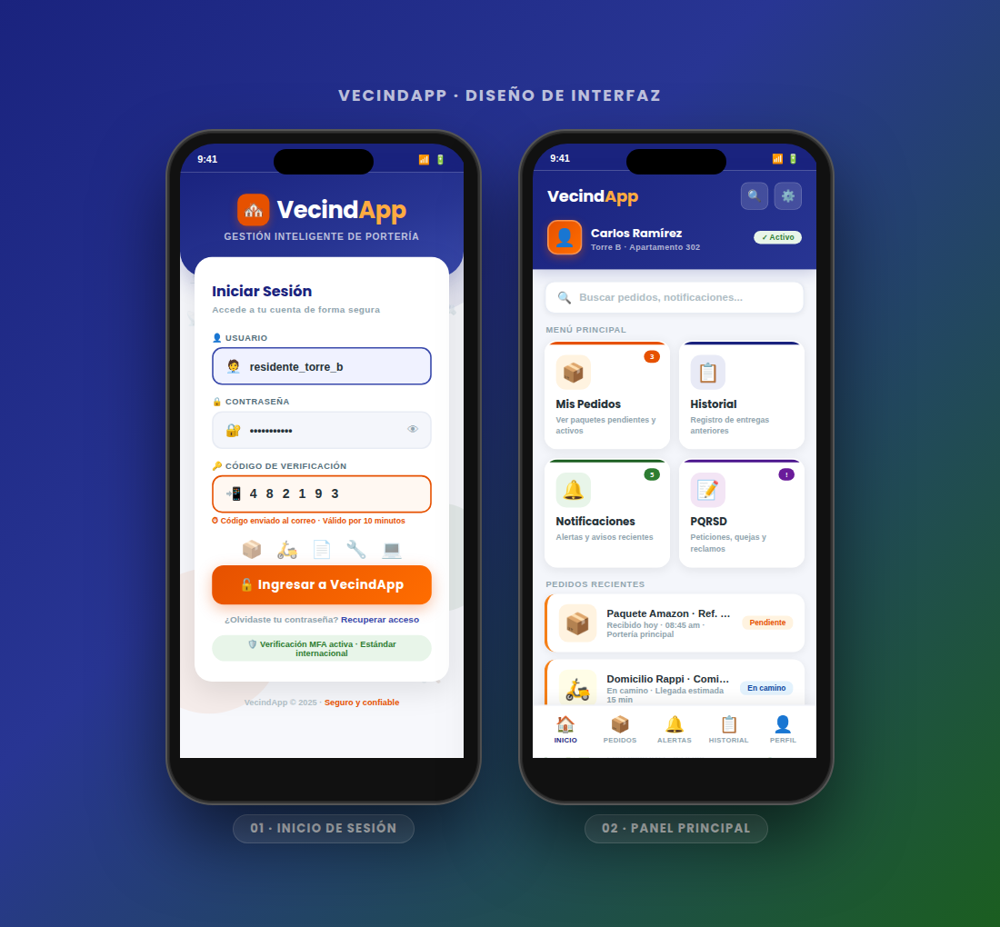 VECINDAPP · DISEÑO DE INTERFAZ
9:41
VecindApp
GESTIÓN INTELIGENTE DE PORTERÍA
Iniciar Sesión
Accede a tu cuenta de forma segura
USUARIO
residente_torre_b
CONTRASEÑA
•••••••••••
CÓDIGO DE VERIFICACIÓN
4 8 2 1 9 3
Código enviado al correo · Válido por 10 minutos
Ingresar a VecindApp
¿Olvidaste tu contraseña? Recuperar acceso
Verificación MFA activa · Estándar
internacional
VecindApp © 2025 · Seguro y confiable
01 · INICIO DE SESIÓN
9:41
VecindApp
Carlos Ramírez
Torre B · Apartamento 302
✓ Activo
Buscar pedidos, notificaciones...
MENÚ PRINCIPAL
3
Mis Pedidos
Ver paquetes pendientes y
activos
Historial
Registro de entregas
anteriores
5
Notificaciones
Alertas y avisos recientes
!
PQRSD
Peticiones, quejas y
reclamos
PEDIDOS RECIENTES
Paquete Amazon · Ref. ...
Recibido hoy · 08:45 am ·
Portería principal
Pendiente
Domicilio Rappi · Comi...
En camino · Llegada estimada
15 min
En camino
INICIO
PEDIDOS
ALERTAS
HISTORIAL
PERFIL
02 · PANEL PRINCIPAL